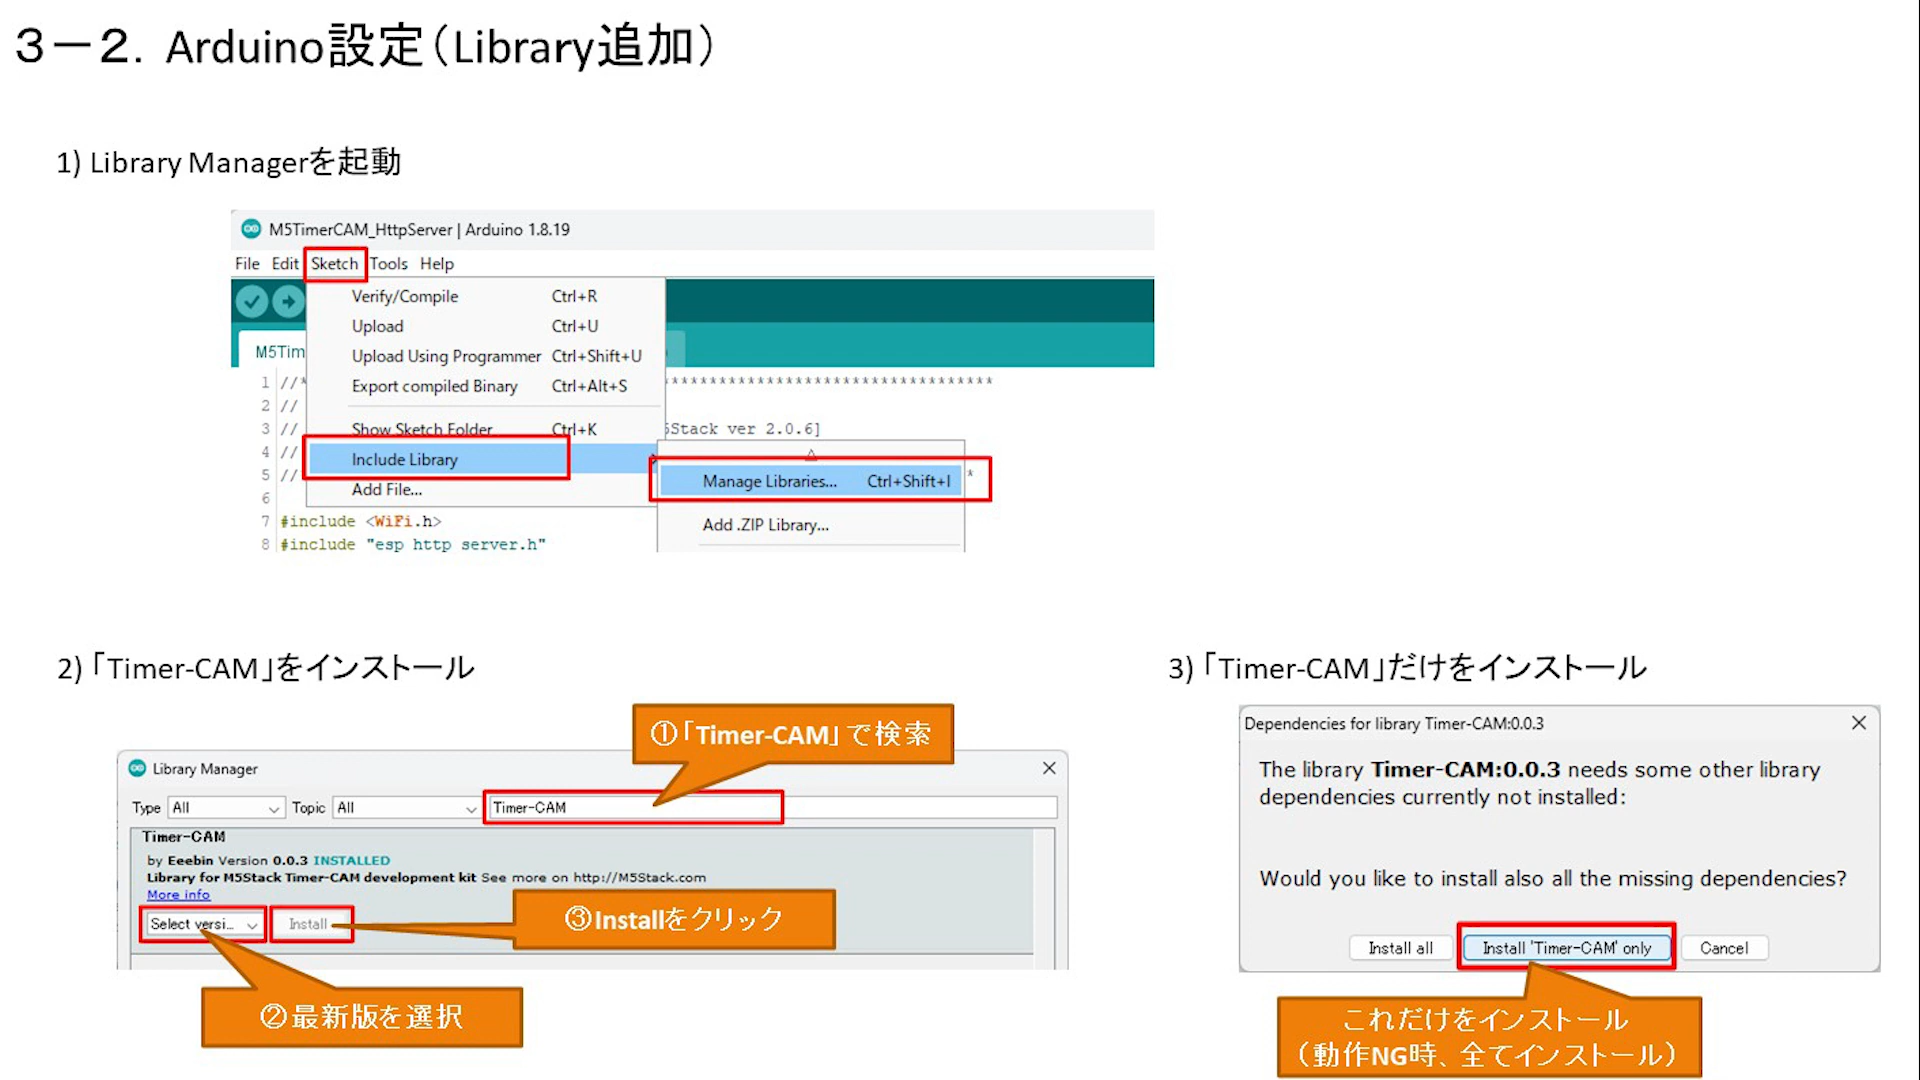 ３－２．Arduino設定（Library追加）
1) Library Managerを起動
M5TimerCAM_HttpServer | Arduino 1.8.19
File Edit Sketch Tools Help
Verify/Compile Ctrl+R
Upload Ctrl+U
Upload Using Programmer Ctrl+Shift+U
M5Tim
Export compiled Binary Ctrl+Alt+S
1 //* **********************************
2 //
3 // Show Sketch Folder Ctrl+K 5Stack ver 2.0.6]
4 // Include Library
5 // Manage Libraries... Ctrl+Shift+I *
6 Add File...
7 #include <WiFi.h>
Add .ZIP Library...
8 #include "esp http server.h"
2)「Timer-CAM」をインストール
①「Timer-CAM」で検索
Library Manager
Type All Topic All Timer-CAM
Timer-CAM
by Eeebin Version 0.0.3 INSTALLED
Library for M5Stack Timer-CAM development kit See more on http://M5Stack.com
More info
Select versi... Install
③Installをクリック
②最新版を選択
3)「Timer-CAM」だけをインストール
Dependencies for library Timer-CAM:0.0.3
The library Timer-CAM:0.0.3 needs some other library
dependencies currently not installed:
Would you like to install also all the missing dependencies?
Install all Install 'Timer-CAM' only Cancel
これだけをインストール
（動作NG時、全てインストール）